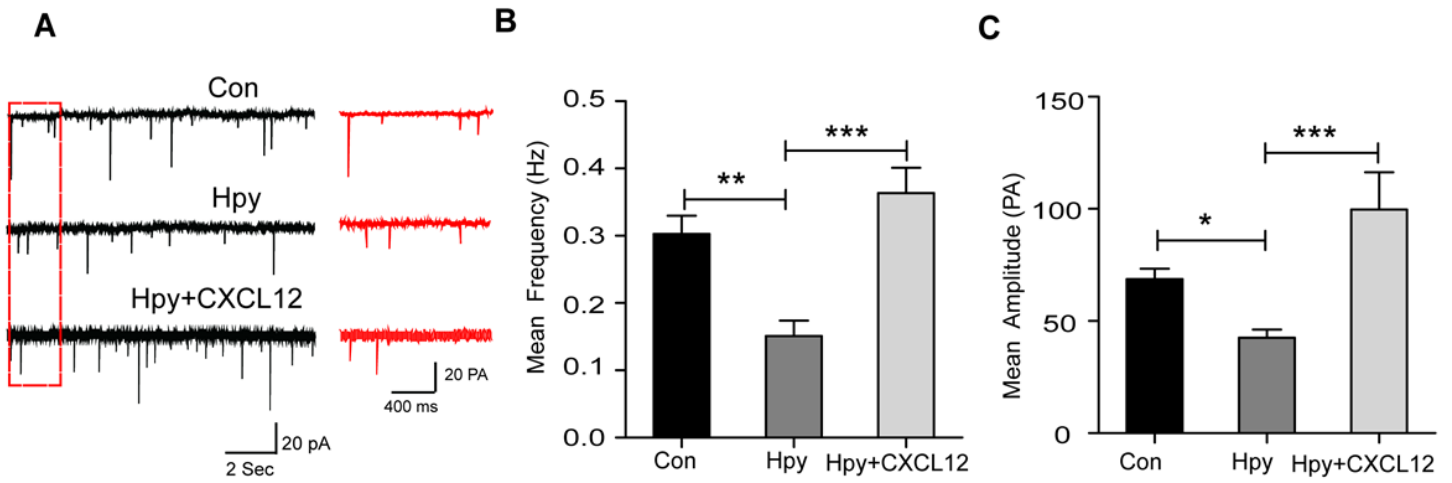 A
Con
Hpy
Hpy+CXCL12
20 PA
400 ms
20 pA
2 Sec
B
Mean Frequency (Hz)
0.5
0.4
0.3
0.2
0.1
0.0
**
***
Con
Hpy
Hpy+CXCL12
C
Mean Amplitude (PA)
150
100
50
0
*
***
Con
Hpy
Hpy+CXCL12